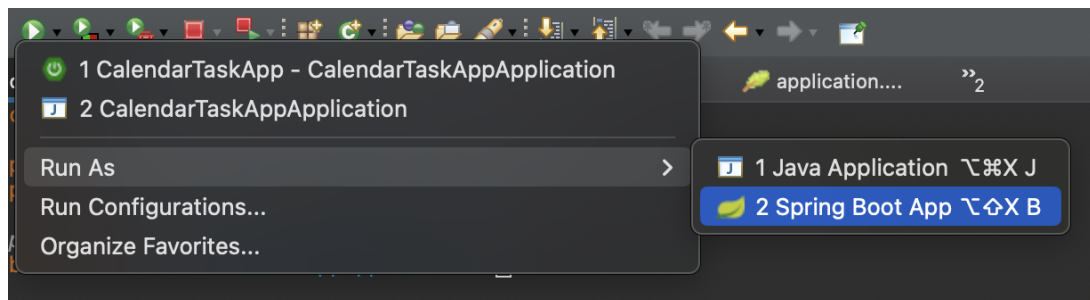 1 CalendarTaskApp - CalendarTaskAppApplication
2 CalendarTaskAppApplication
Run As
Run Configurations...
Organize Favorites...
application....
»2
1 Java Application ⌥⌘X J
2 Spring Boot App ⌥⇧X B